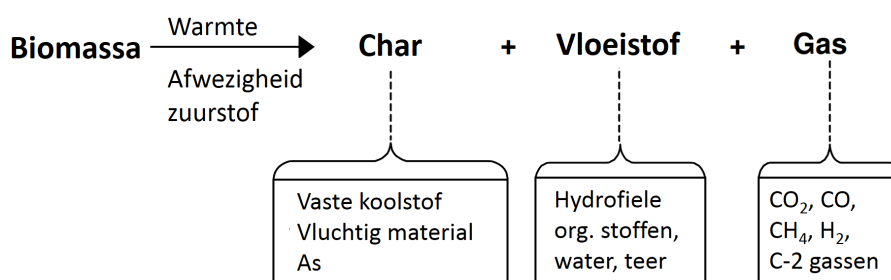 Biomassa Warmte Char + Vloeistof + Gas
Afwezigheid
zuurstof
Vaste koolstof
Vluchtig material
As
Hydrofiele
org. stoffen,
water, teer
CO₂, CO,
CH₄, H₂,
C-2 gassen